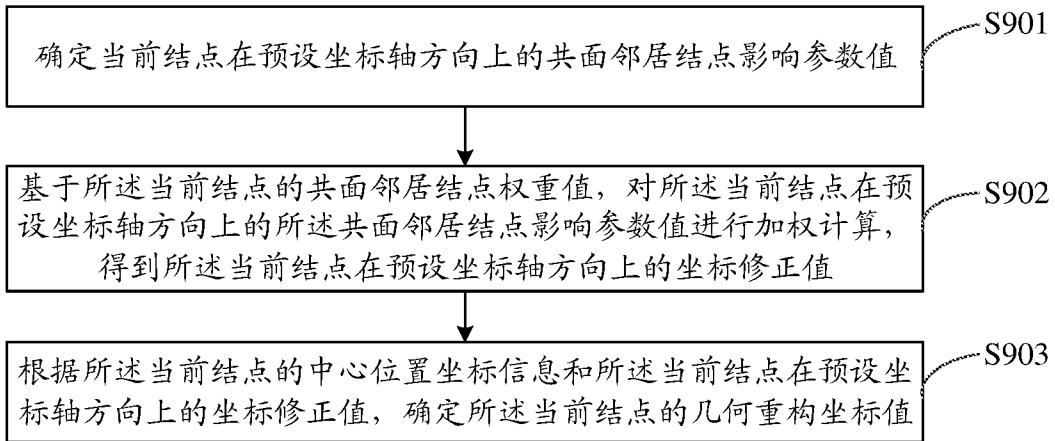 确定当前结点在预设坐标轴方向上的共面邻居结点影响参数值
S901
基于所述当前结点的共面邻居结点权重值，对所述当前结点在预
设坐标轴方向上的所述共面邻居结点影响参数值进行加权计算，
得到所述当前结点在预设坐标轴方向上的坐标修正值
S902
根据所述当前结点的中心位置坐标信息和所述当前结点在预设坐
标轴方向上的坐标修正值，确定所述当前结点的几何重构坐标值
S903